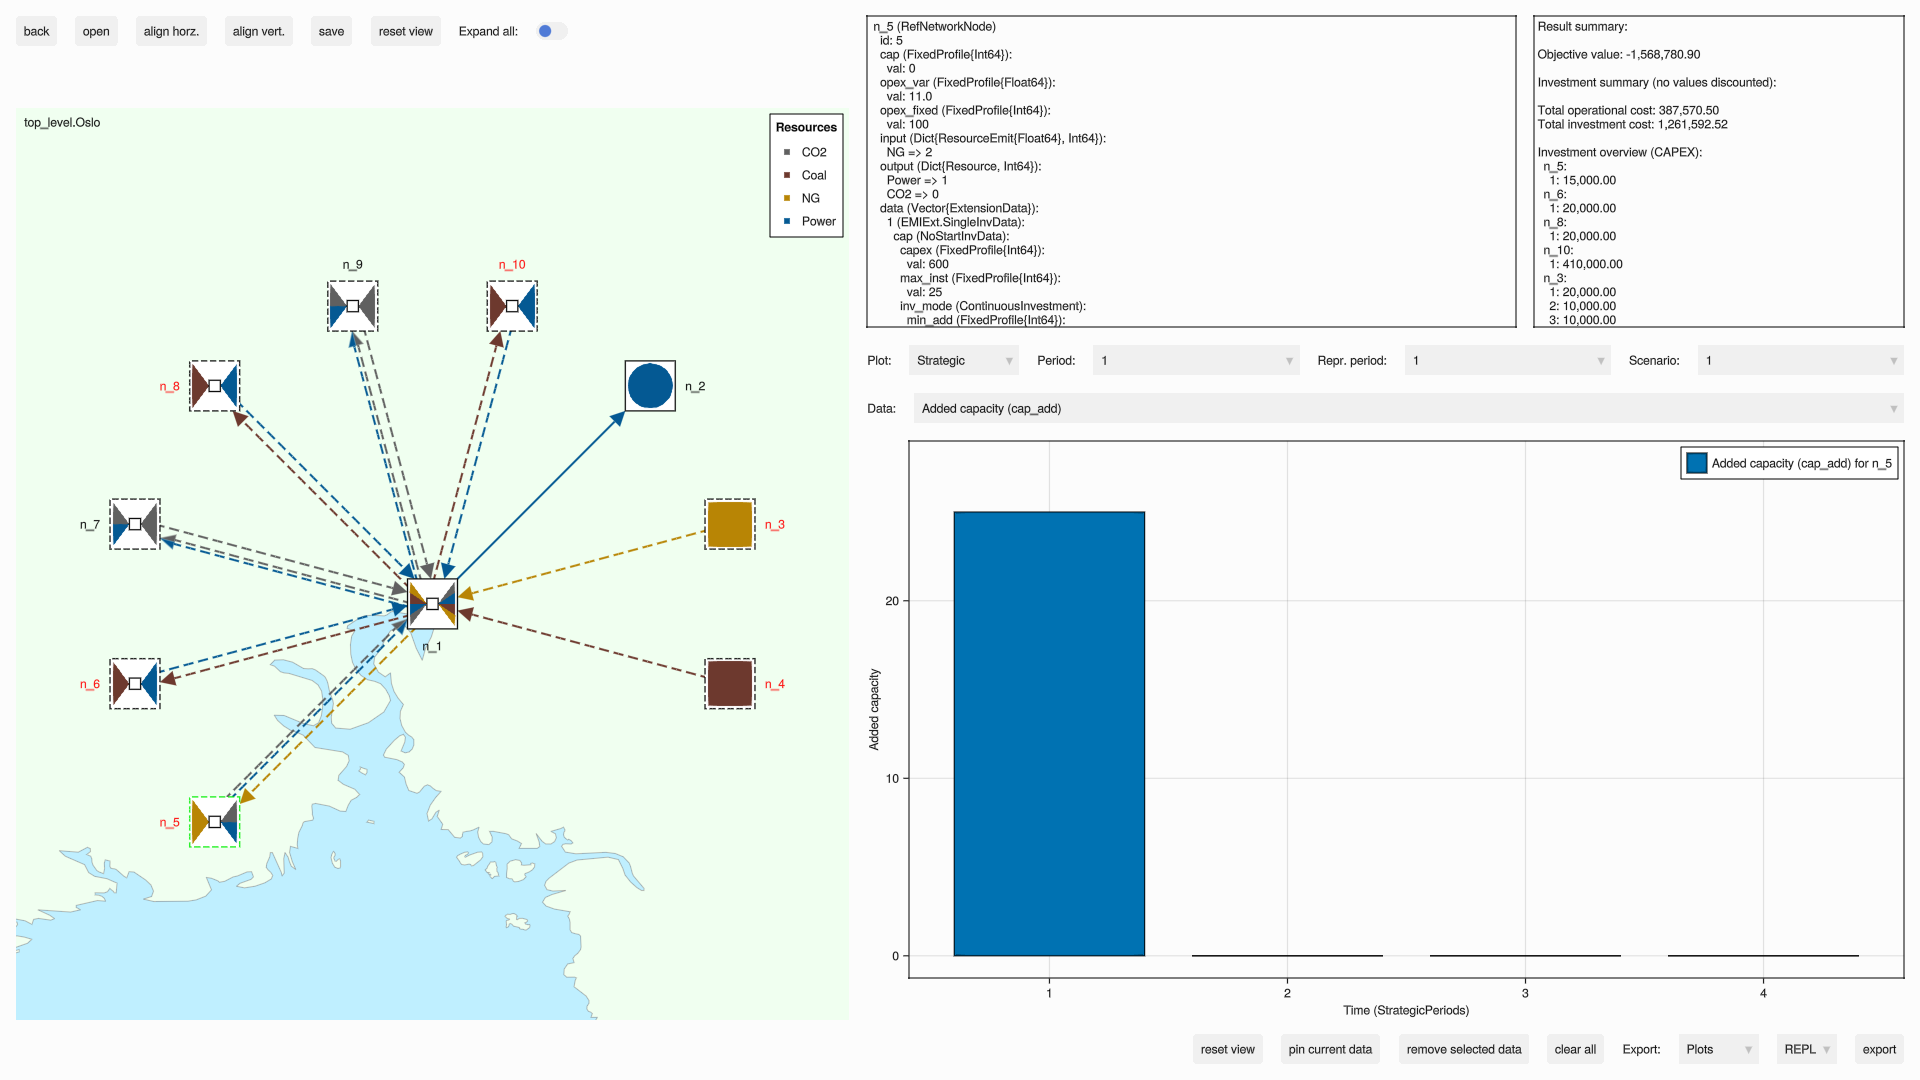 back
open
align horz.
align vert.
save
reset view
Expand all:
top_level.Oslo
Resources
CO2
Coal
NG
Power
n_9
n_10
n_8
n_2
n_7
n_3
n_1
n_6
n_4
n_5
n_5 (RefNetworkNode)
id: 5
cap (FixedProfile{Int64}):
val: 0
opex_var (FixedProfile{Float64}):
val: 11.0
opex_fixed (FixedProfile{Int64}):
val: 100
input (Dict{ResourceEmit{Float64}, Int64}):
NG => 2
output (Dict{Resource, Int64}):
Power => 1
CO2 => 0
data (Vector{ExtensionData}):
1 (EMIExt.SingleInvData):
cap (NoStartInvData):
capex (FixedProfile{Int64}):
val: 600
max_inst (FixedProfile{Int64}):
val: 25
inv_mode (ContinuousInvestment):
min_add (FixedProfile{Int64}):
Result summary:
Objective value: -1,568,780.90
Investment summary (no values discounted):
Total operational cost: 387,570.50
Total investment cost: 1,261,592.52
Investment overview (CAPEX):
n_5:
1: 15,000.00
n_6:
1: 20,000.00
n_8:
1: 20,000.00
n_10:
1: 410,000.00
n_3:
1: 20,000.00
2: 10,000.00
3: 10,000.00
Plot:
Strategic
Period:
1
Repr. period:
1
Scenario:
1
Data:
Added capacity (cap_add)
Added capacity (cap_add) for n_5
Added capacity
20
10
0
1
2
3
4
Time (StrategicPeriods)
reset view
pin current data
remove selected data
clear all
Export:
Plots
REPL
export